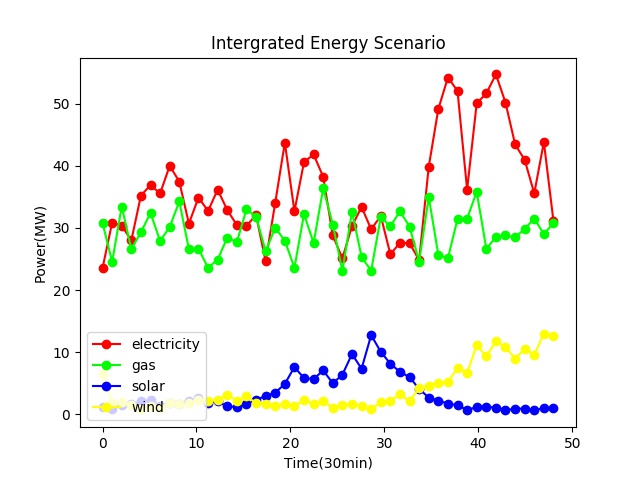 Intergrated Energy Scenario
Power(MW)
50
40
30
20
10
0
electricity
gas
solar
wind
0 10 20 30 40 50
Time(30min)